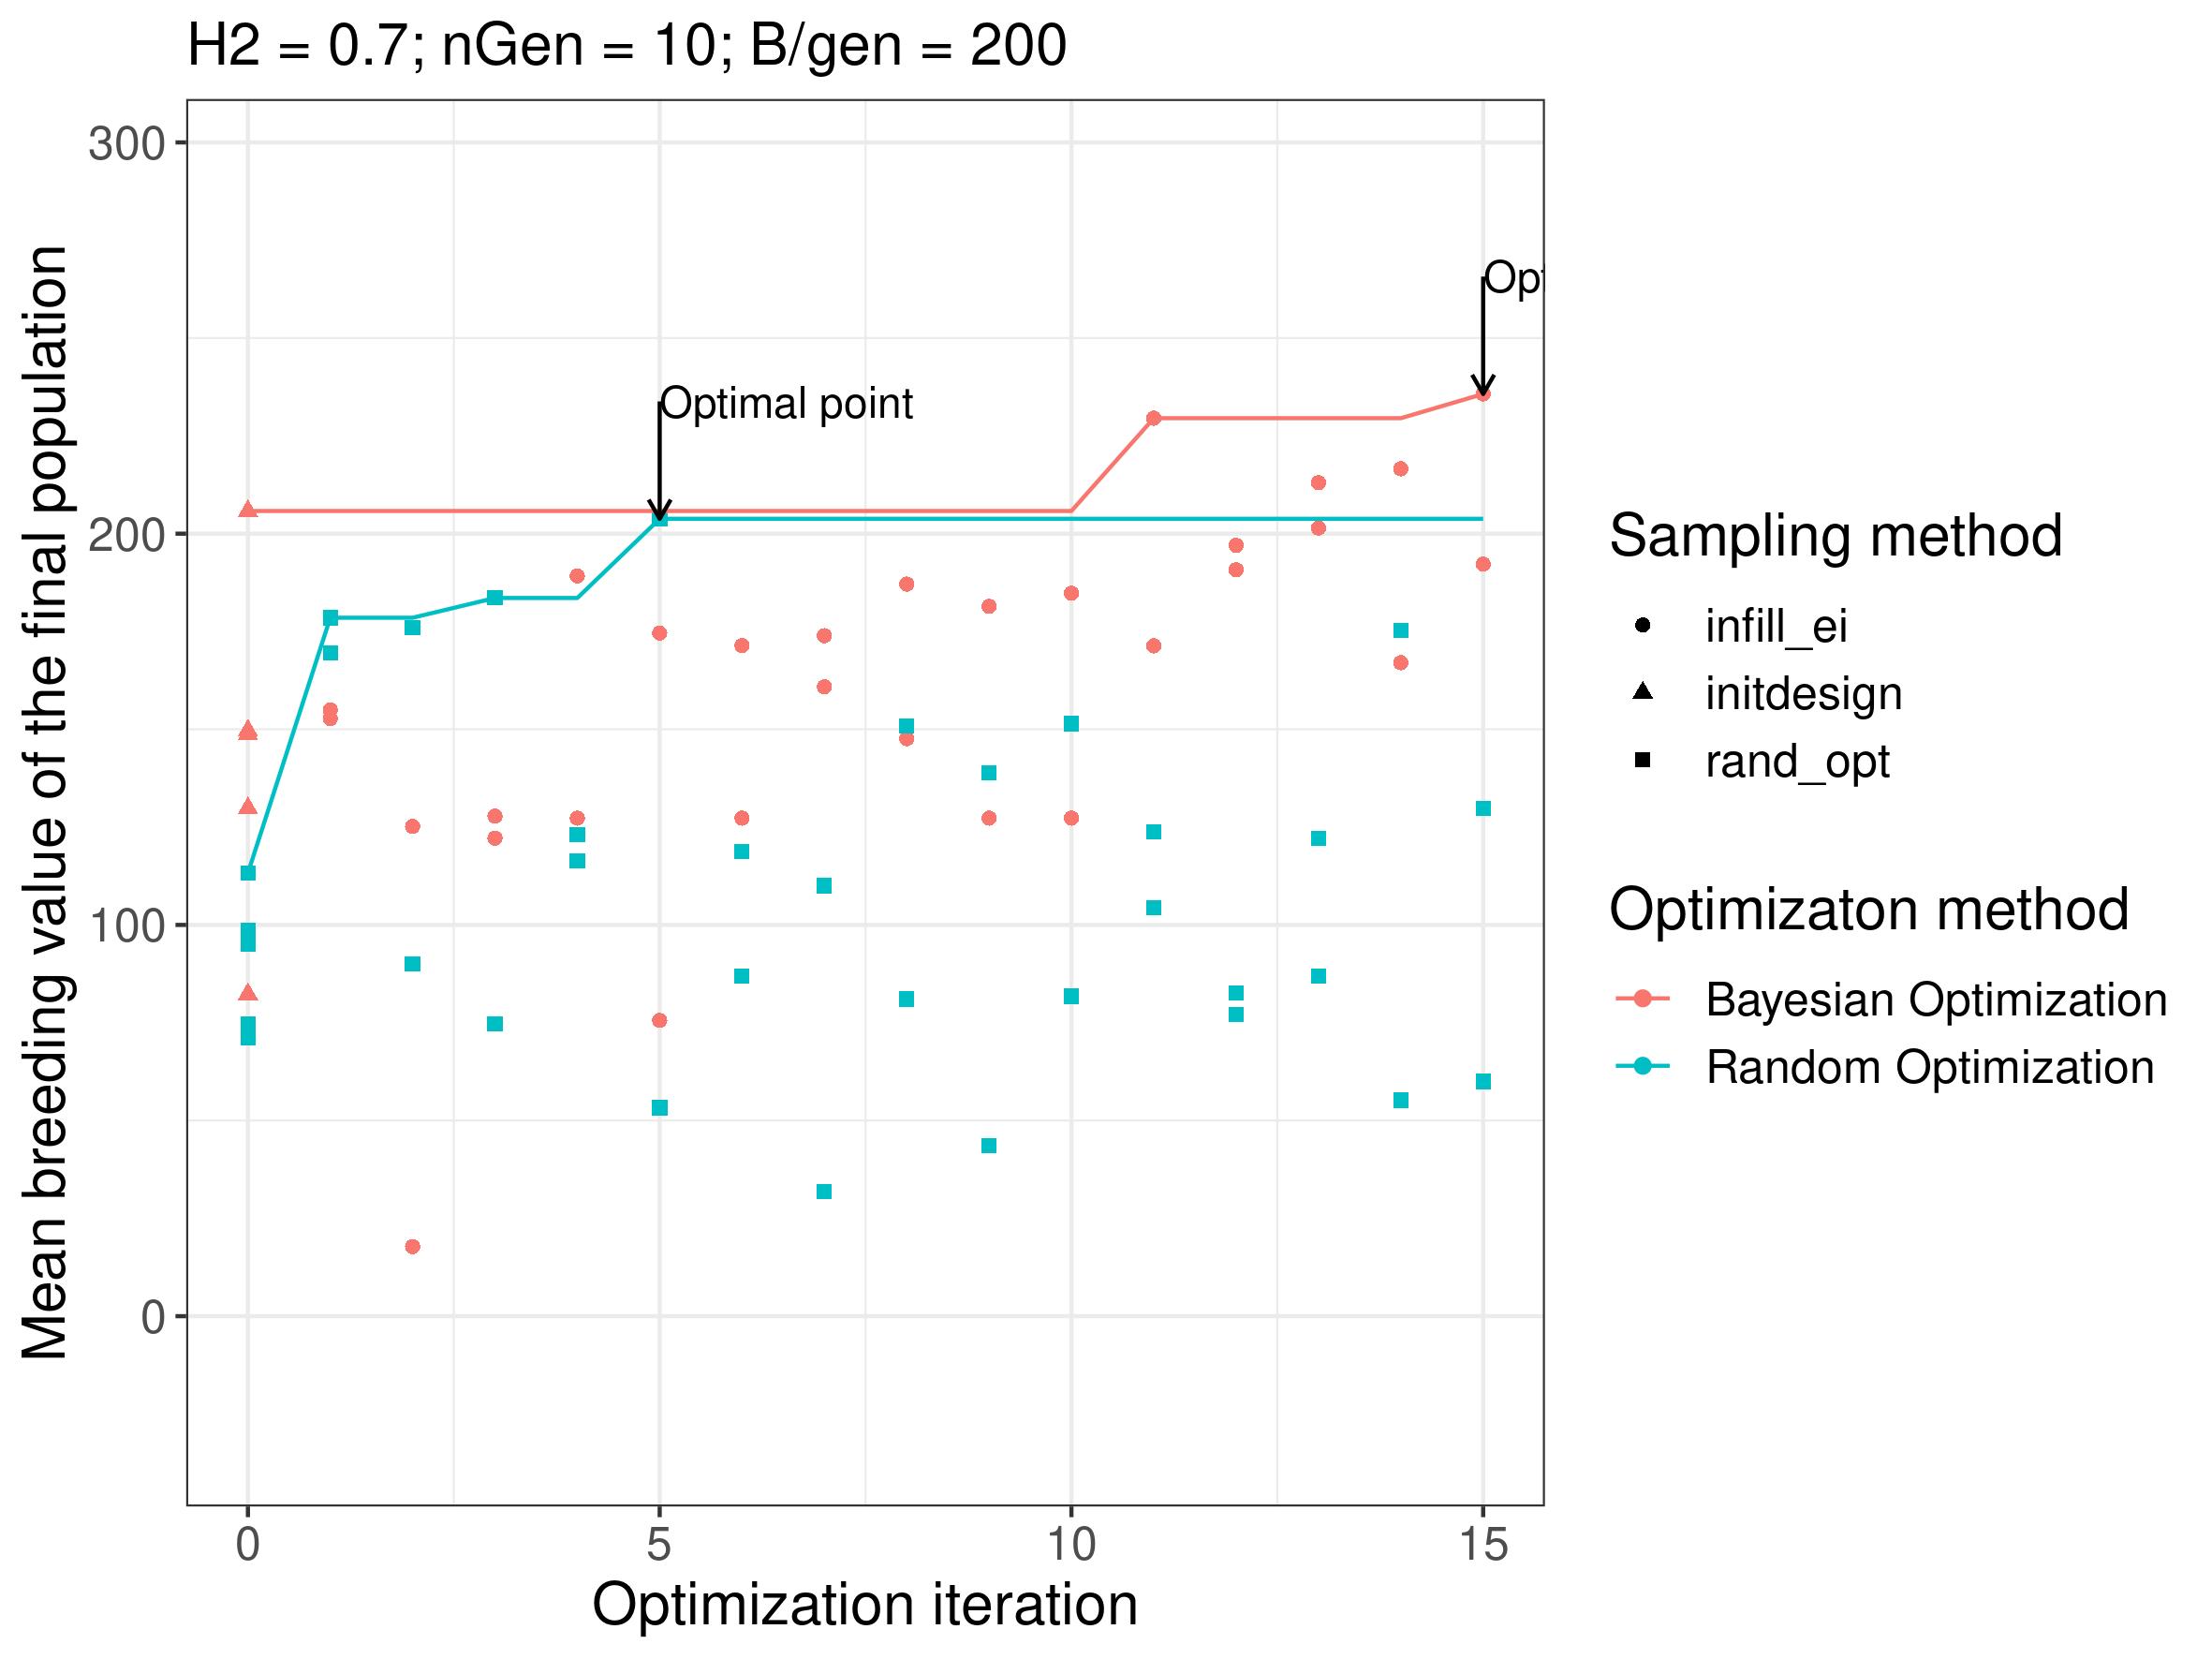 H2 = 0.7; nGen = 10; B/gen = 200
Mean breeding value of the final population
300
200
100
0
Optimal point
Opt
0
5
10
15
Optimization iteration
Sampling method
infill_ei
initdesign
rand_opt
Optimizaton method
Bayesian Optimization
Random Optimization